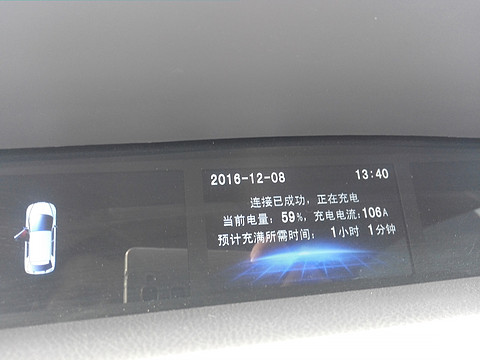 2016-12-08 13:40
连接已成功，正在充电
当前电量：59%，充电电流：106A
预计充满所需时间： 1小时 1分钟